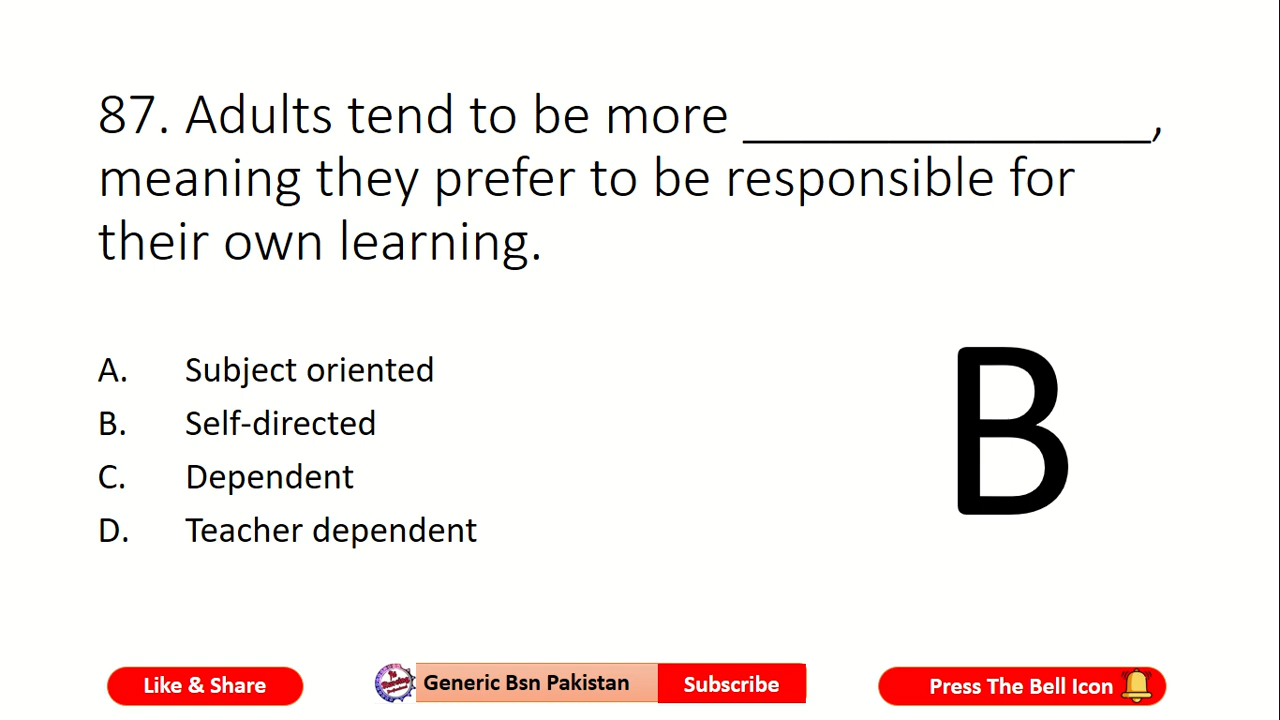 87. Adults tend to be more _______________,
meaning they prefer to be responsible for
their own learning.
A. Subject oriented
B. Self-directed
C. Dependent
D. Teacher dependent
B
Like & Share
Generic Bsn Pakistan
Subscribe
Press The Bell Icon